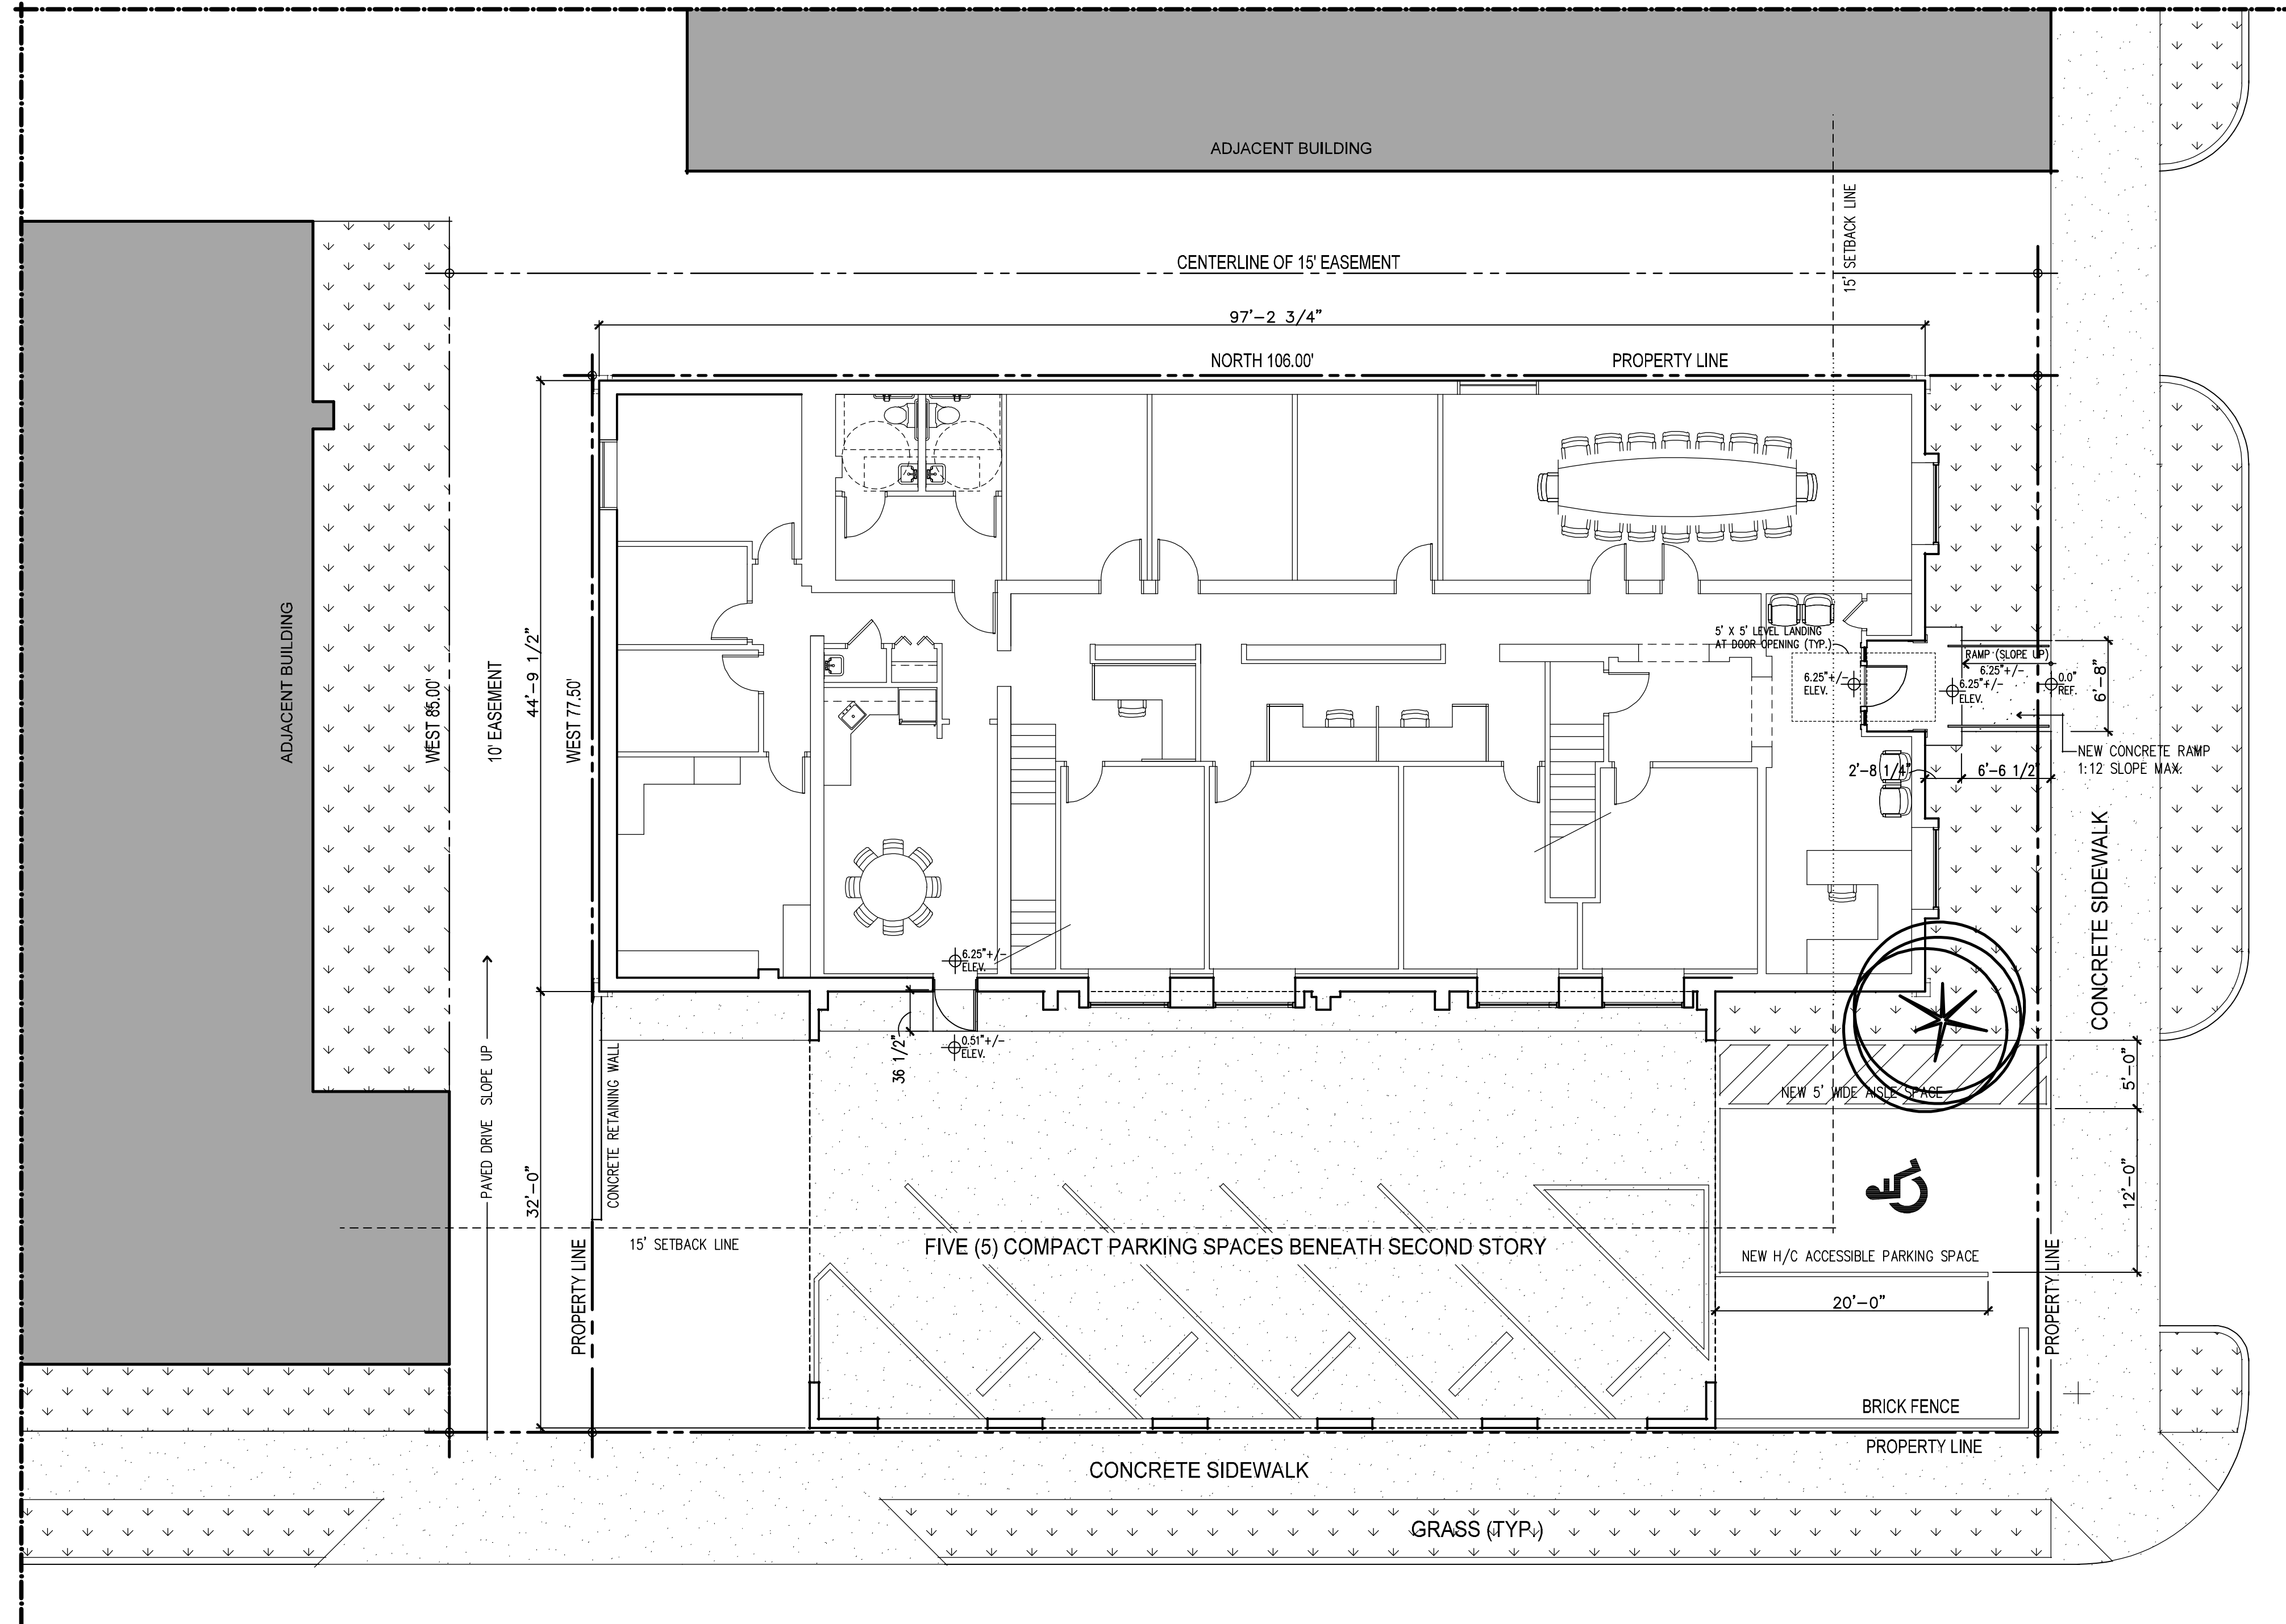 ADJACENT BUILDING
15' SETBACK LINE
CENTERLINE OF 15' EASEMENT
97'-2 3/4"
NORTH 106.00'
PROPERTY LINE
ADJACENT BUILDING
WEST 85.00'
10' EASEMENT
44'-9 1/2"
WEST 77.50'
5' X 5' LEVEL LANDING
AT DOOR OPENING (TYP.)
6.25"+/-
ELEV.
RAMP (SLOPE UP)
6.25"+/-
6.25"+/-
ELEV.
0.0"
REF.
6'-8"
NEW CONCRETE RAMP
1:12 SLOPE MAX.
2'-8 1/4"
6'-6 1/2"
CONCRETE SIDEWALK
6.25"+/-
ELEV.
36 1/2"
0.51"+/-
ELEV.
PAVED DRIVE SLOPE UP
32'-0"
CONCRETE RETAINING WALL
5'-0"
NEW 5' WIDE AISLE SPACE
12'-0"
15' SETBACK LINE
FIVE (5) COMPACT PARKING SPACES BENEATH SECOND STORY
NEW H/C ACCESSIBLE PARKING SPACE
PROPERTY LINE
PROPERTY LINE
20'-0"
BRICK FENCE
PROPERTY LINE
CONCRETE SIDEWALK
GRASS (TYP.)